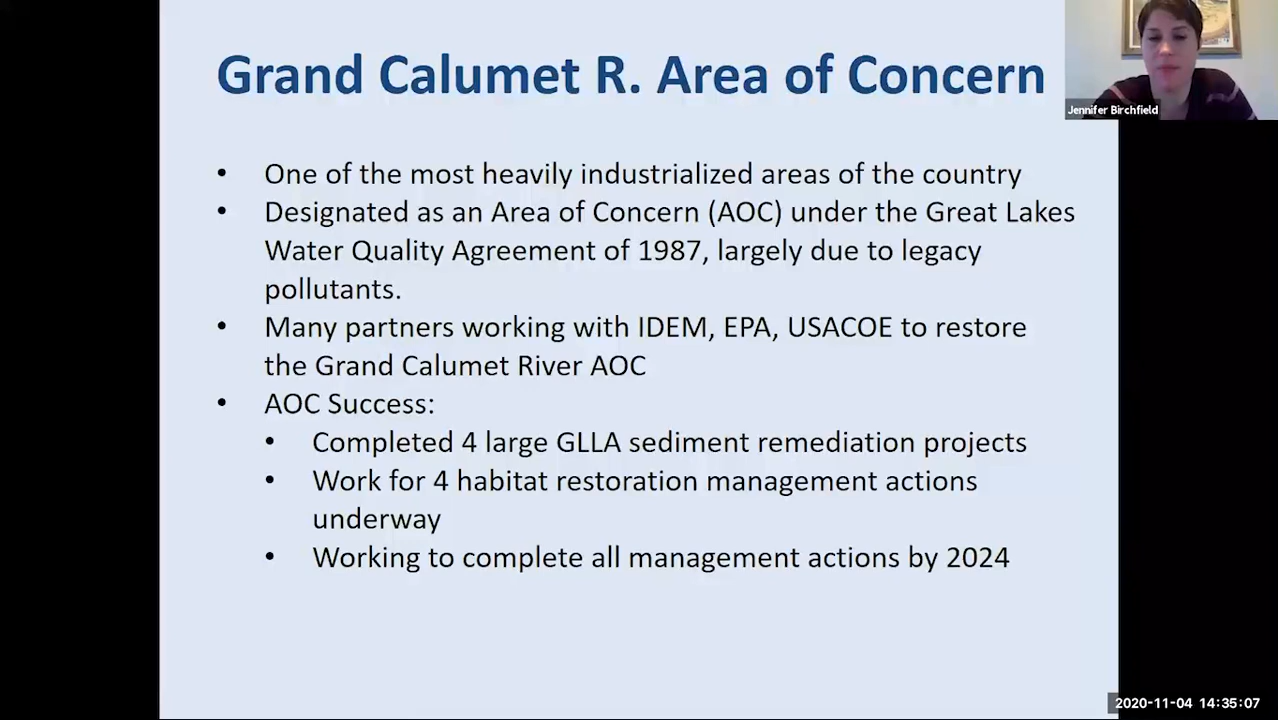 Grand Calumet R. Area of Concern
Jennifer Birchfield
• One of the most heavily industrialized areas of the country
• Designated as an Area of Concern (AOC) under the Great Lakes
Water Quality Agreement of 1987, largely due to legacy
pollutants.
• Many partners working with IDEM, EPA, USACOE to restore
the Grand Calumet River AOC
• AOC Success:
• Completed 4 large GLLA sediment remediation projects
• Work for 4 habitat restoration management actions
underway
• Working to complete all management actions by 2024
2020-11-04 14:35:07